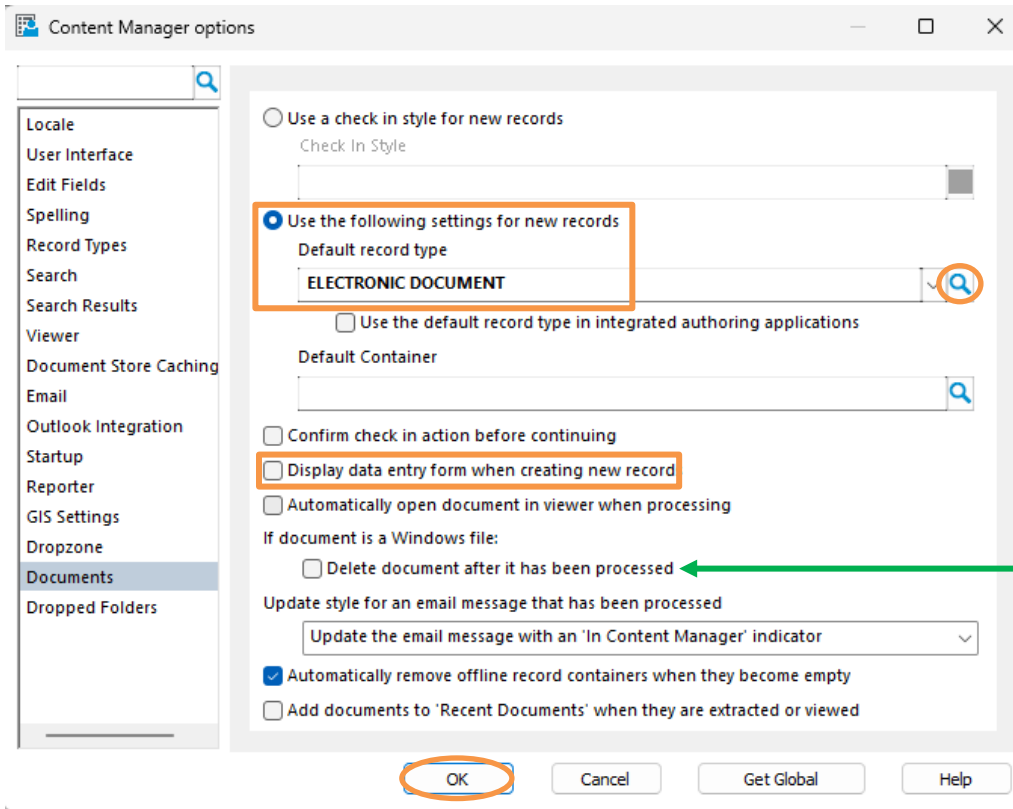 Content Manager options
Locale
User Interface
Edit Fields
Spelling
Record Types
Search
Search Results
Viewer
Document Store Caching
Email
Outlook Integration
Startup
Reporter
GIS Settings
Dropzone
Documents
Dropped Folders
Use a check in style for new records
Check In Style
Use the following settings for new records
Default record type
ELECTRONIC DOCUMENT
Use the default record type in integrated authoring applications
Default Container
Confirm check in action before continuing
Display data entry form when creating new record
Automatically open document in viewer when processing
If document is a Windows file:
Delete document after it has been processed
Update style for an email message that has been processed
Update the email message with an 'In Content Manager' indicator
Automatically remove offline record containers when they become empty
Add documents to 'Recent Documents' when they are extracted or viewed
OK
Cancel
Get Global
Help